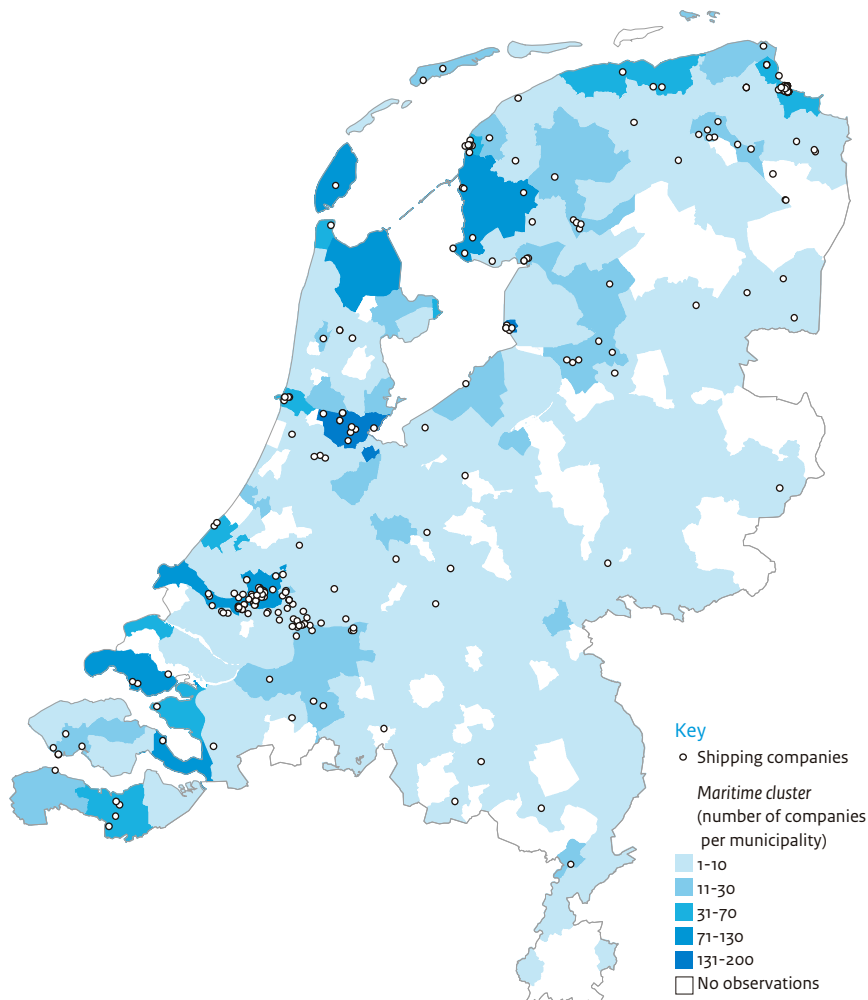 Key
Shipping companies
Maritime cluster
(number of companies
per municipality)
1-10
11-30
31-70
71-130
131-200
No observations